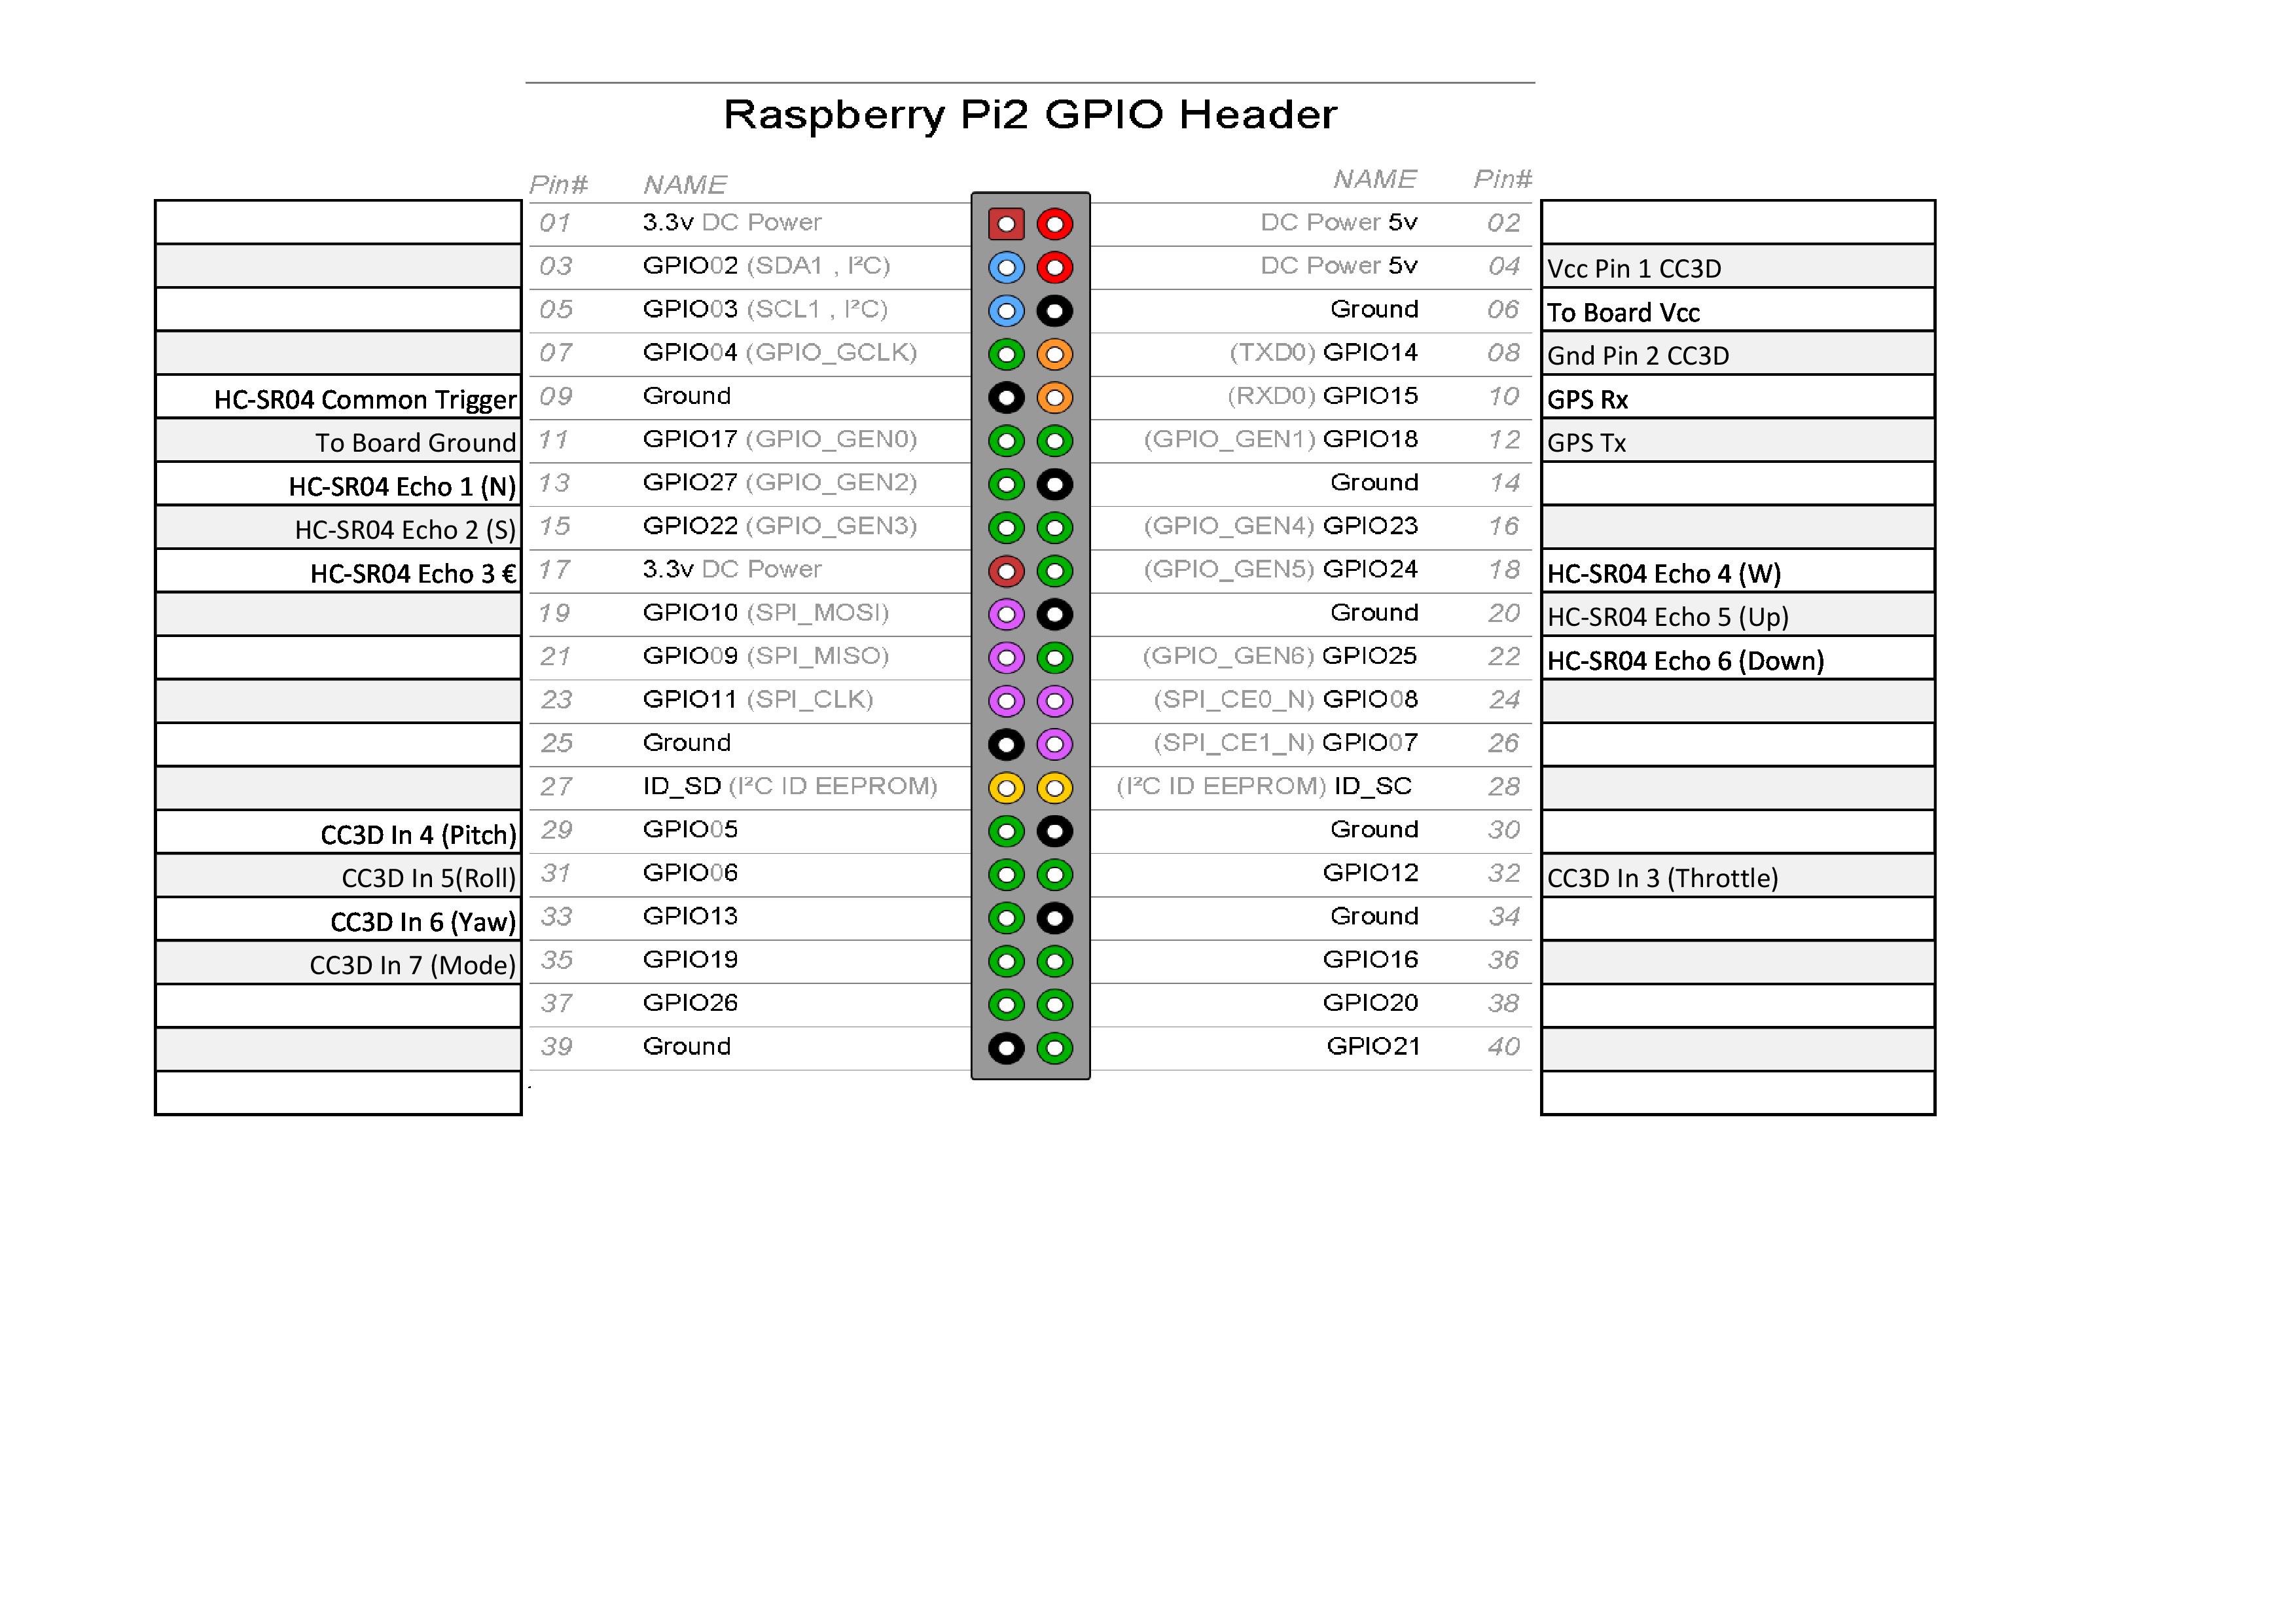 Raspberry Pi2 GPIO Header
Pin# NAME NAME Pin#
01 3.3v DC Power DC Power 5v 02
03 GPIO02 (SDA1 , I²C) DC Power 5v 04 Vcc Pin 1 CC3D
05 GPIO03 (SCL1 , I²C) Ground 06 To Board Vcc
07 GPIO04 (GPIO_GCLK) (TXD0) GPIO14 08 Gnd Pin 2 CC3D
HC-SR04 Common Trigger 09 Ground (RXD0) GPIO15 10 GPS Rx
To Board Ground 11 GPIO17 (GPIO_GEN0) (GPIO_GEN1) GPIO18 12 GPS Tx
HC-SR04 Echo 1 (N) 13 GPIO27 (GPIO_GEN2) Ground 14
HC-SR04 Echo 2 (S) 15 GPIO22 (GPIO_GEN3) (GPIO_GEN4) GPIO23 16
HC-SR04 Echo 3 € 17 3.3v DC Power (GPIO_GEN5) GPIO24 18 HC-SR04 Echo 4 (W)
19 GPIO10 (SPI_MOSI) Ground 20 HC-SR04 Echo 5 (Up)
21 GPIO09 (SPI_MISO) (GPIO_GEN6) GPIO25 22 HC-SR04 Echo 6 (Down)
23 GPIO11 (SPI_CLK) (SPI_CE0_N) GPIO08 24
25 Ground (SPI_CE1_N) GPIO07 26
27 ID_SD (I²C ID EEPROM) (I²C ID EEPROM) ID_SC 28
CC3D In 4 (Pitch) 29 GPIO05 Ground 30
CC3D In 5(Roll) 31 GPIO06 GPIO12 32 CC3D In 3 (Throttle)
CC3D In 6 (Yaw) 33 GPIO13 Ground 34
CC3D In 7 (Mode) 35 GPIO19 GPIO16 36
37 GPIO26 GPIO20 38
39 Ground GPIO21 40